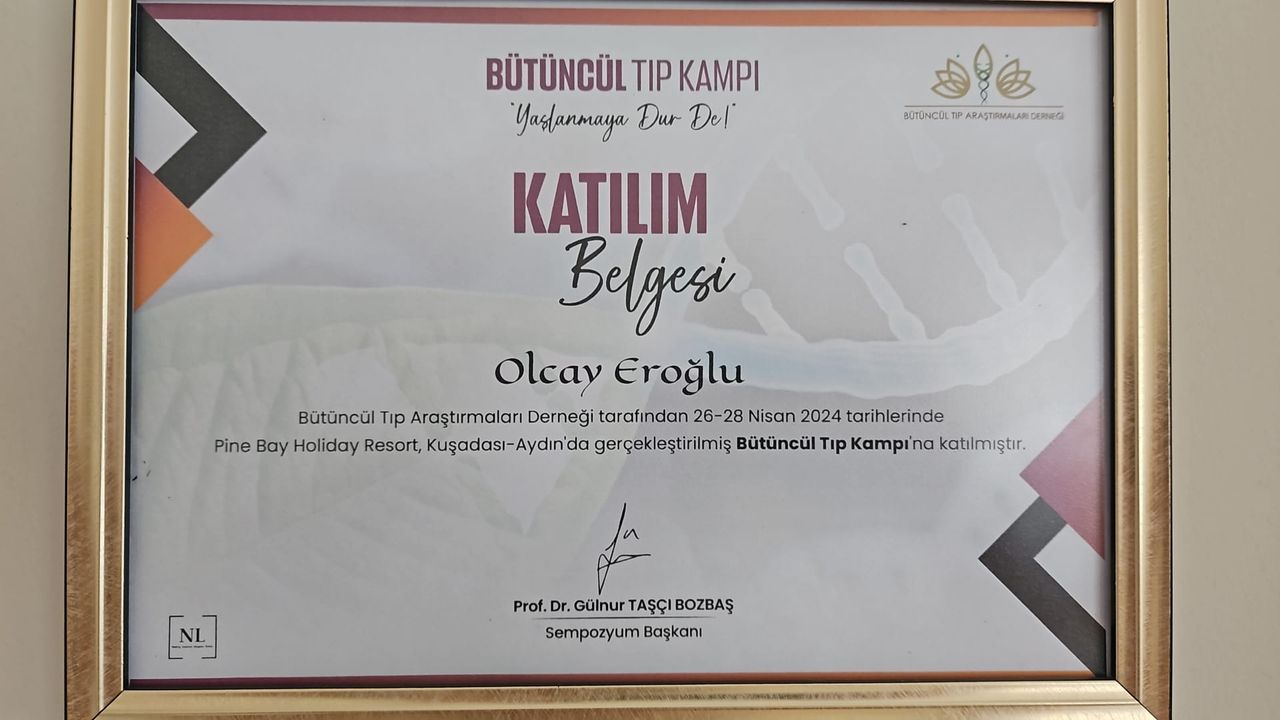 BÜTÜNCÜL TIP KAMPI
"Yaşlanmaya Dur De!"
BÜTÜNCÜL TIP ARAŞTIRMALARI DERNEĞİ
KATILIM
Belgesi
Olcay Eroğlu
Bütüncül Tıp Araştırmaları Derneği tarafından 26-28 Nisan 2024 tarihlerinde
Pine Bay Holiday Resort, Kuşadası-Aydın'da gerçekleştirilmiş Bütüncül Tıp Kampı'na katılmıştır.
Prof. Dr. Gülnur TAŞÇI BOZBAŞ
Sempozyum Başkanı
NL